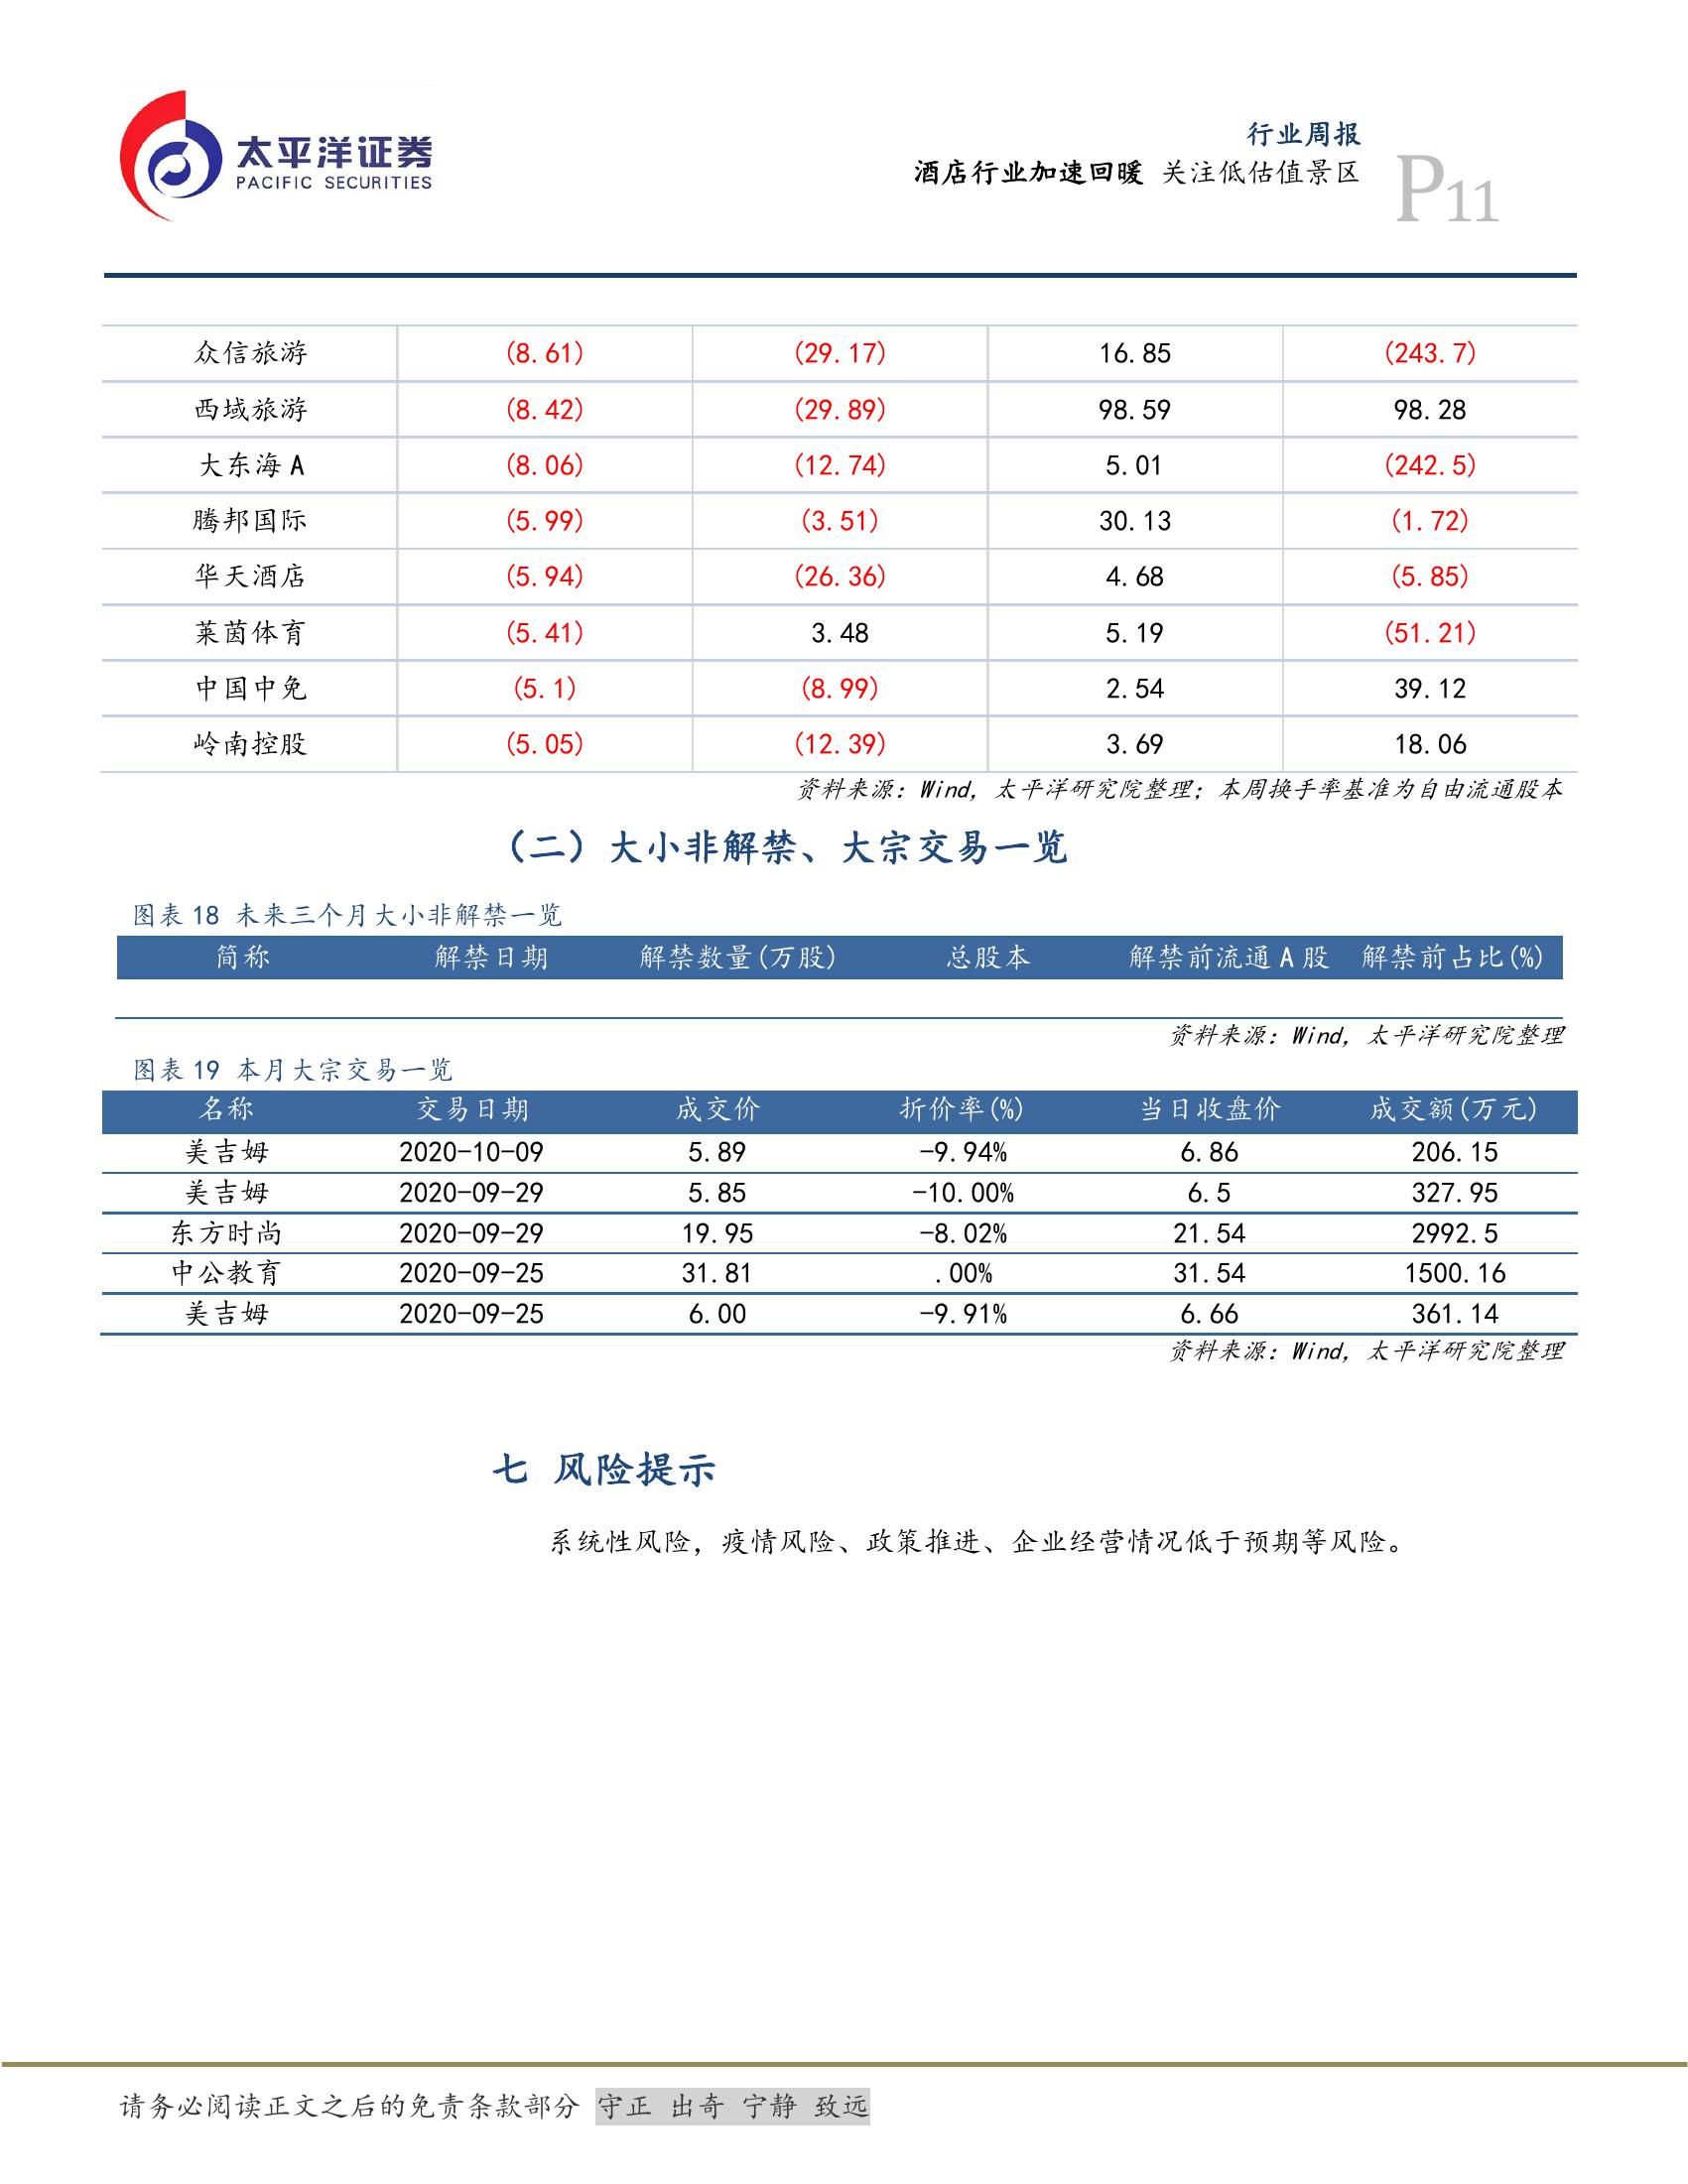 太平洋证券
PACIFIC SECURITIES
行业周报
酒店行业加速回暖 关注低估值景区
P11
众信旅游 (8.61) (29.17) 16.85 (243.7)
西域旅游 (8.42) (29.89) 98.59 98.28
大东海 A (8.06) (12.74) 5.01 (242.5)
腾邦国际 (5.99) (3.51) 30.13 (1.72)
华天酒店 (5.94) (26.36) 4.68 (5.85)
莱茵体育 (5.41) 3.48 5.19 (51.21)
中国中免 (5.1) (8.99) 2.54 39.12
岭南控股 (5.05) (12.39) 3.69 18.06
资料来源：Wind，太平洋研究院整理；本周换手率基准为自由流通股本
（二）大小非解禁、大宗交易一览
图表 18 未来三个月大小非解禁一览
简称 解禁日期 解禁数量(万股) 总股本 解禁前流通 A 股 解禁前占比(%)
资料来源：Wind，太平洋研究院整理
图表 19 本月大宗交易一览
名称 交易日期 成交价 折价率(%) 当日收盘价 成交额(万元)
美吉姆 2020-10-09 5.89 -9.94% 6.86 206.15
美吉姆 2020-09-29 5.85 -10.00% 6.5 327.95
东方时尚 2020-09-29 19.95 -8.02% 21.54 2992.5
中公教育 2020-09-25 31.81 .00% 31.54 1500.16
美吉姆 2020-09-25 6.00 -9.91% 6.66 361.14
资料来源：Wind，太平洋研究院整理
七 风险提示
系统性风险，疫情风险、政策推进、企业经营情况低于预期等风险。
请务必阅读正文之后的免责条款部分 守正 出奇 宁静 致远